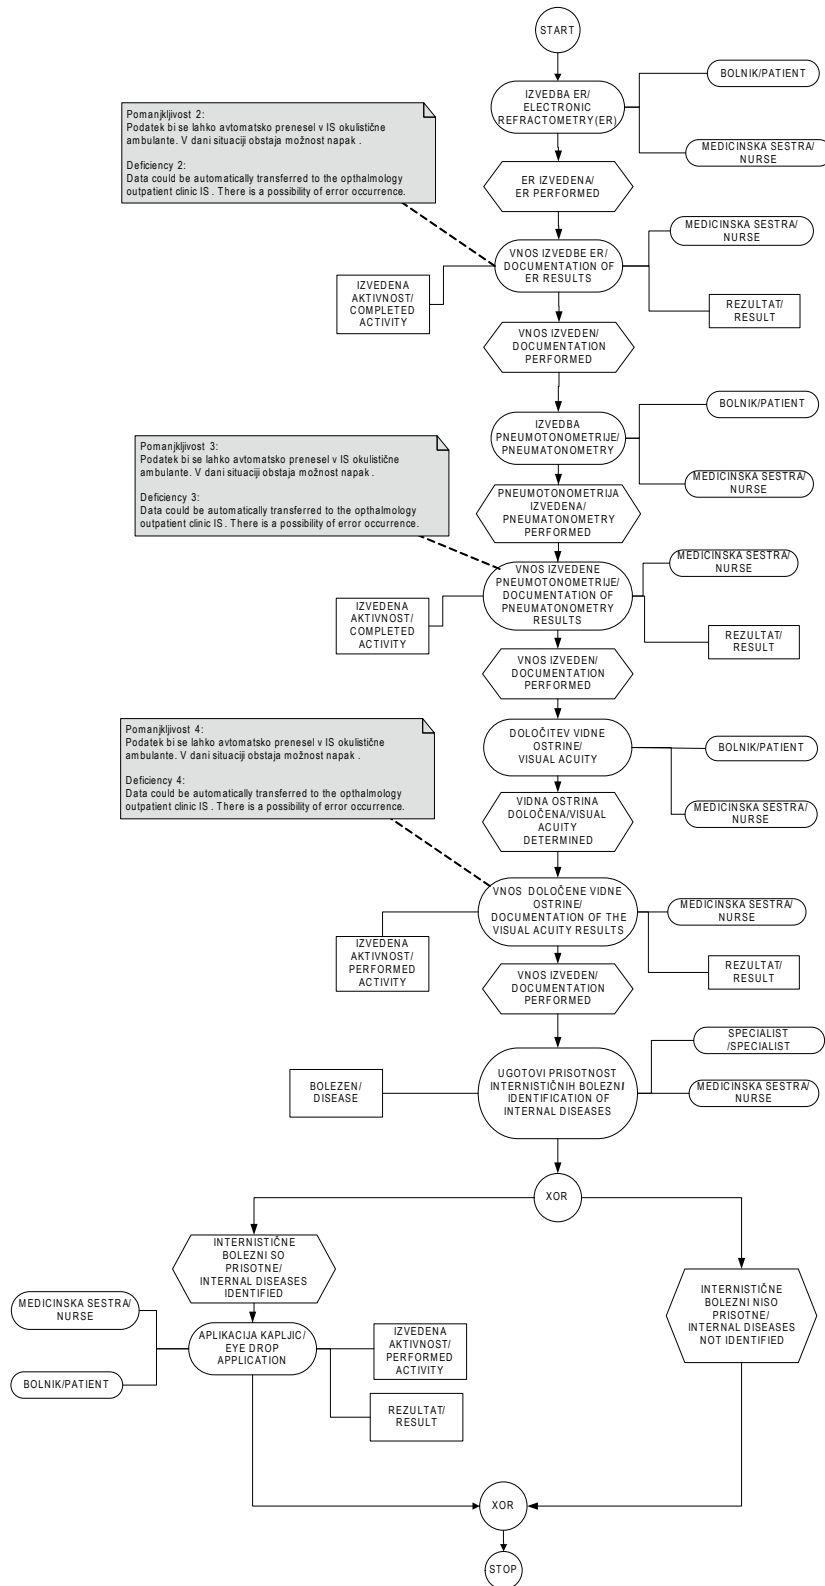 START
BOLNIK/PATIENT
IZVEDBA ER/
ELECTRONIC
REFRACTOMETRY(ER)
MEDICINSKA SESTRA/
NURSE
Pomanjkljivost 2:
Podatek bi se lahko avtomatsko prenesel v IS okulistične
ambulante. V dani situaciji obstaja možnost napak .
Deficiency 2:
Data could be automatically transferred to the opthalmology
outpatient clinic IS . There is a possibility of error occurrence.
ER IZVEDENA/
ER PERFORMED
MEDICINSKA SESTRA/
NURSE
VNOS IZVEDBE ER/
DOCUMENTATION OF
ER RESULTS
IZVEDENA
AKTIVNOST/
COMPLETED
ACTIVITY
REZULTAT/
RESULT
VNOS IZVEDEN/
DOCUMENTATION
PERFORMED
BOLNIK/PATIENT
IZVEDBA
PNEUMOTONOMETRIJE/
PNEUMATONOMETRY
MEDICINSKA SESTRA/
NURSE
Pomanjkljivost 3:
Podatek bi se lahko avtomatsko prenesel v IS okulistične
ambulante. V dani situaciji obstaja možnost napak .
Deficiency 3:
Data could be automatically transferred to the opthalmology
outpatient clinic IS . There is a possibility of error occurrence.
PNEUMOTONOMETRIJA
IZVEDENA/
PNEUMATONOMETRY
PERFORMED
MEDICINSKA SESTRA/
NURSE
VNOS IZVEDENE
PNEUMOTONOMETRIJE/
DOCUMENTATION OF
PNEUMATONOMETRY
RESULTS
IZVEDENA
AKTIVNOST/
COMPLETED
ACTIVITY
REZULTAT/
RESULT
VNOS IZVEDEN/
DOCUMENTATION
PERFORMED
Pomanjkljivost 4:
Podatek bi se lahko avtomatsko prenesel v IS okulistične
ambulante. V dani situaciji obstaja možnost napak .
Deficiency 4:
Data could be automatically transferred to the opthalmology
outpatient clinic IS . There is a possibility of error occurrence.
DOLOČITEV VIDNE
OSTRINE/
VISUAL ACUITY
BOLNIK/PATIENT
MEDICINSKA SESTRA/
NURSE
VIDNA OSTRINA
DOLOČENA/VISUAL
ACUITY
DETERMINED
VNOS DOLOČENE VIDNE
OSTRINE/
DOCUMENTATION OF THE
VISUAL ACUITY RESULTS
MEDICINSKA SESTRA/
NURSE
IZVEDENA
AKTIVNOST/
PERFORMED
ACTIVITY
REZULTAT/
RESULT
VNOS IZVEDEN/
DOCUMENTATION
PERFORMED
SPECIALIST
/SPECIALIST
UGOTOVI PRISOTNOST
INTERNISTIČNIH BOLEZNI/
IDENTIFICATION OF
INTERNAL DISEASES
BOLEZEN/
DISEASE
MEDICINSKA SESTRA/
NURSE
XOR
INTERNISTIČNE
BOLEZNI SO
PRISOTNE/
INTERNAL DISEASES
IDENTIFIED
INTERNISTIČNE
BOLEZNI NISO
PRISOTNE/
INTERNAL DISEASES
NOT IDENTIFIED
MEDICINSKA SESTRA/
NURSE
APLIKACIJA KAPLJIC/
EYE DROP
APPLICATION
IZVEDENA
AKTIVNOST/
PERFORMED
ACTIVITY
BOLNIK/PATIENT
REZULTAT/
RESULT
XOR
STOP